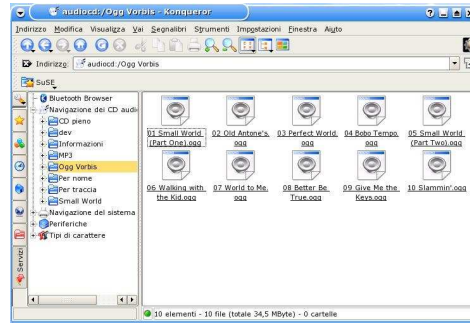 audiocd:/Ogg Vorbis - Konqueror
Indirizzo Modifica Visualizza Vai Segnalibri Strumenti Impostazioni Finestra Aiuto
Indirizzo: audiocd:/Ogg Vorbis
SuSE
Bluetooth Browser
Navigazione dei CD audio
CD pieno
dev
Informazioni
MP3
Ogg Vorbis
Per nome
Per traccia
Small World
Navigazione del sistema
Periferiche
Tipi di carattere
Servizi
01 Small World (Part One).ogg
02 Old Antone's.ogg
03 Perfect World.ogg
04 Bobo Tempo.ogg
05 Small World (Part Two).ogg
06 Walking with the Kid.ogg
07 World to Me.ogg
08 Better Be True.ogg
09 Give Me the Keys.ogg
10 Slammin'.ogg
10 elementi - 10 file (totale 34,5 MByte) - 0 cartelle